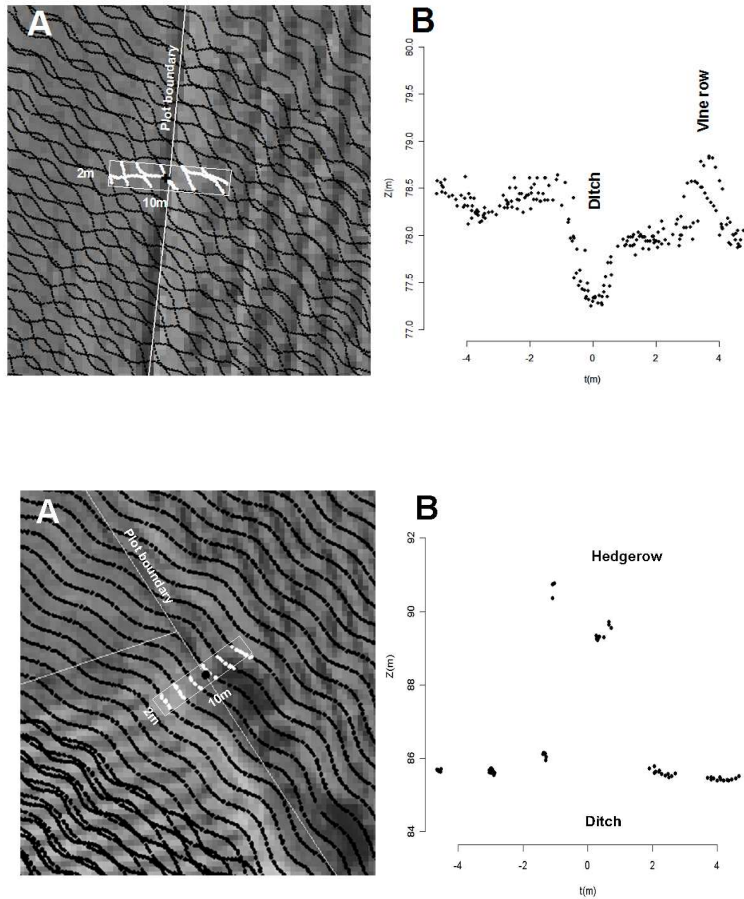 A
Plot boundary
2m
10m
B
80.0
79.5
79.0
78.5
78.0
77.5
77.0
Z(m)
Ditch
Vine row
-4
-2
0
2
4
t(m)
A
Plot boundary
2m
10m
B
92
90
88
86
84
Z(m)
Hedgerow
Ditch
-4
-2
0
2
4
t(m)